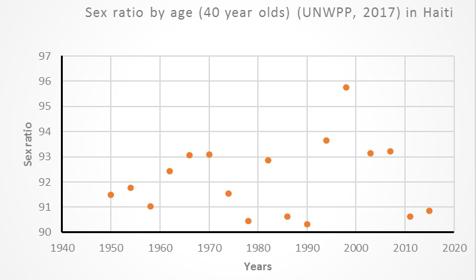 Sex ratio by age (40 year olds) (UNWPP, 2017) in Haiti
97
96
95
94
93
92
91
90
Sex ratio
1940 1950 1960 1970 1980 1990 2000 2010 2020
Years